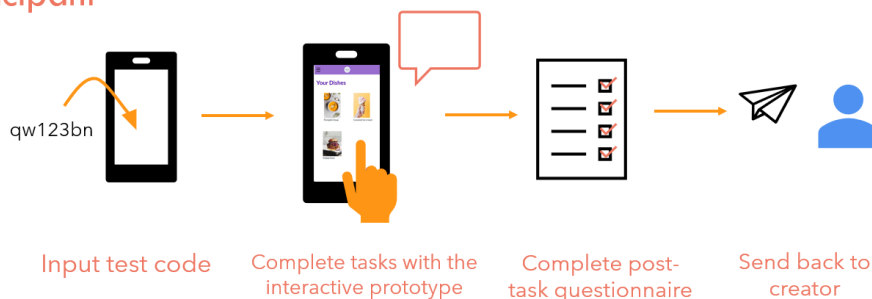 qw123bn
Your Dishes
Input test code
Complete tasks with the
interactive prototype
Complete post-
task questionnaire
Send back to
creator